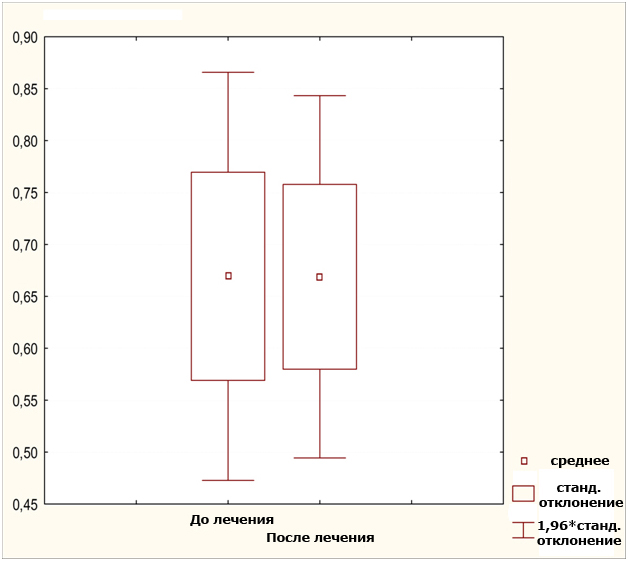 0,90
0,85
0,80
0,75
0,70
0,65
0,60
0,55
0,50
0,45
До лечения
После лечения
среднее
станд.
отклонение
1,96*станд.
отклонение